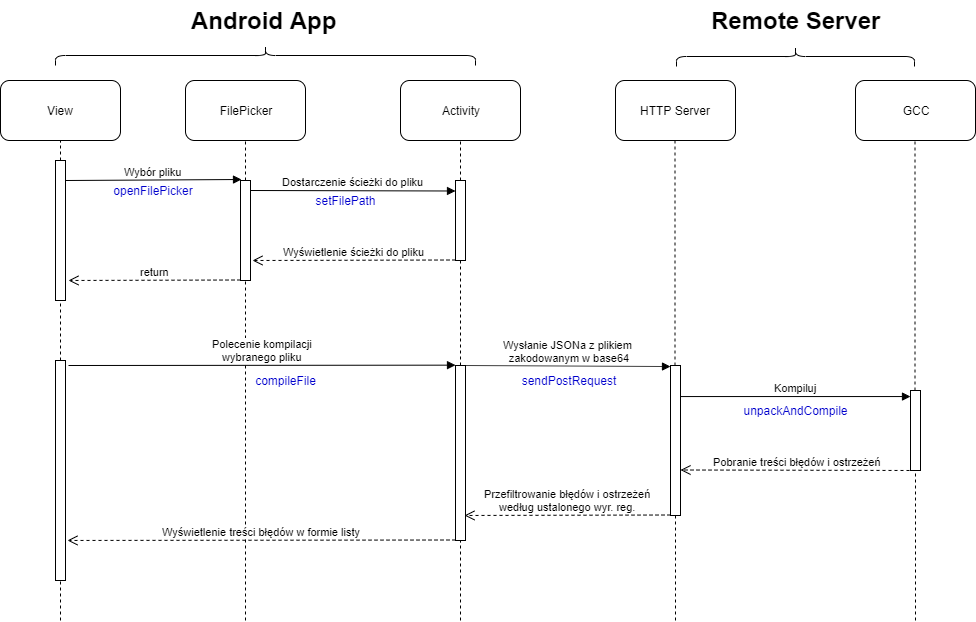 Android App
Remote Server
View
FilePicker
Activity
HTTP Server
GCC
Wybór pliku
openFilePicker
Dostarczenie ścieżki do pliku
setFilePath
Wyświetlenie ścieżki do pliku
return
Polecenie kompilacji
wybranego pliku
compileFile
Wysłanie JSONa z plikiem
zakodowanym w base64
sendPostRequest
Kompiluj
unpackAndCompile
Pobranie treści błędów i ostrzeżeń
Przefiltrowanie błędów i ostrzeżeń
według ustalonego wyr. reg.
Wyświetlenie treści błędów w formie listy